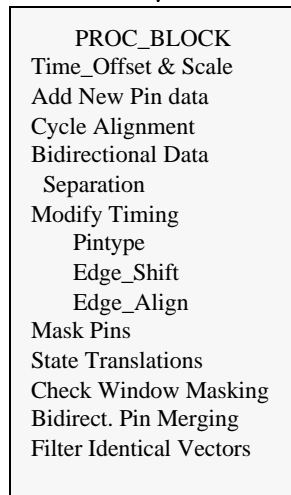 PROC_BLOCK
Time_Offset & Scale
Add New Pin data
Cycle Alignment
Bidirectional Data
Separation
Modify Timing
Pintype
Edge_Shift
Edge_Align
Mask Pins
State Translations
Check Window Masking
Bidirect. Pin Merging
Filter Identical Vectors